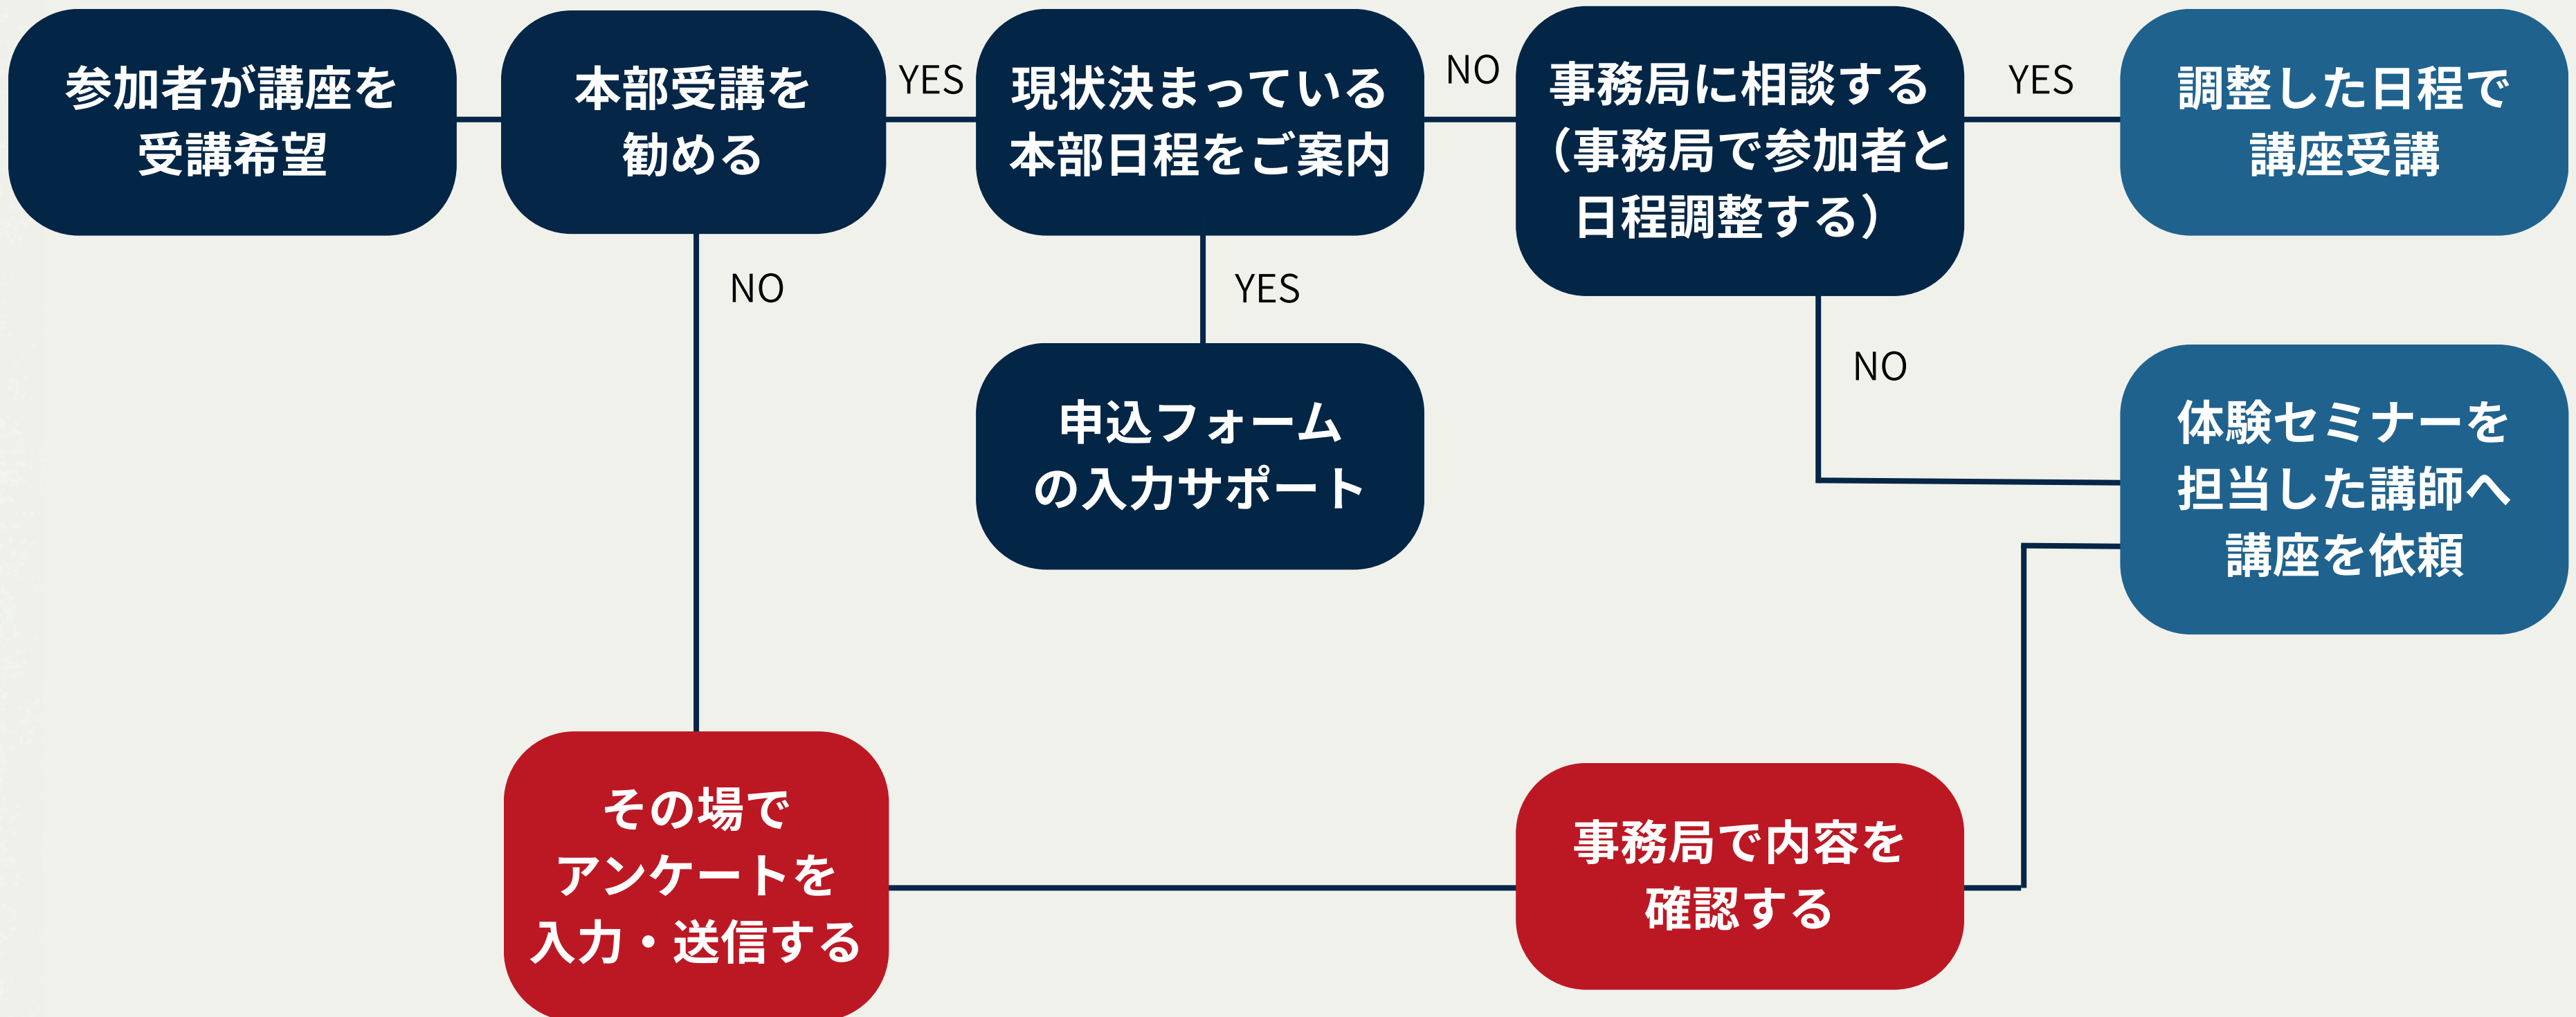 参加者が講座を
受講希望
本部受講を
勧める
YES
現状決まっている
本部日程をご案内
NO
事務局に相談する
（事務局で参加者と
日程調整する）
YES
調整した日程で
講座受講
NO
YES
NO
申込フォーム
の入力サポート
体験セミナーを
担当した講師へ
講座を依頼
その場で
アンケートを
入力・送信する
事務局で内容を
確認する